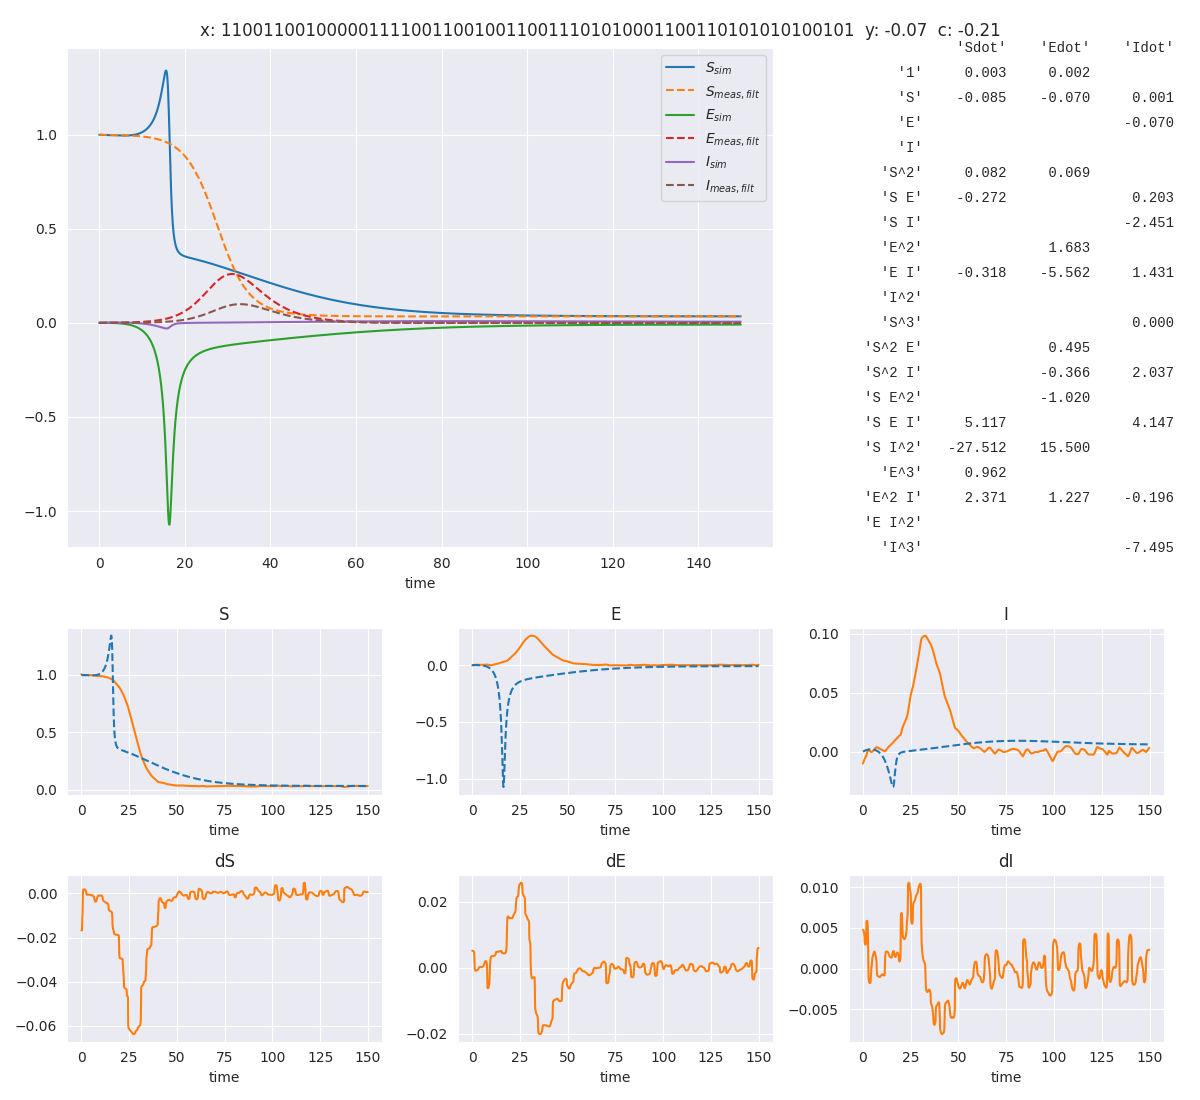 x: 110011001000001111001100100110011101010001100110101010100101 y: -0.07 c: -0.21
'Sdot' 'Edot' 'Idot'
'1' 0.003 0.002
'S' -0.085 -0.070 0.001
'E' -0.070
'I'
'S^2' 0.082 0.069
'S E' -0.272 0.203
'S I' -2.451
'E^2' 1.683
'E I' -0.318 -5.562 1.431
'I^2'
'S^3' 0.000
'S^2 E' 0.495
'S^2 I' -0.366 2.037
'S E^2' -1.020
'S E I' 5.117 4.147
'S I^2' -27.512 15.500
'E^3' 0.962
'E^2 I' 2.371 1.227 -0.196
'E I^2'
'I^3' -7.495
S sim
S meas,filt
E sim
E meas,filt
I sim
I meas,filt
1.0
0.5
0.0
−0.5
−1.0
0 20 40 60 80 100 120 140
time
S
1.0
0.5
0.0
0 25 50 75 100 125 150
time
E
0.0
−0.5
−1.0
0 25 50 75 100 125 150
time
I
0.10
0.05
0.00
0 25 50 75 100 125 150
time
dS
0.00
−0.02
−0.04
−0.06
0 25 50 75 100 125 150
time
dE
0.02
0.00
−0.02
0 25 50 75 100 125 150
time
dI
0.010
0.005
0.000
−0.005
0 25 50 75 100 125 150
time